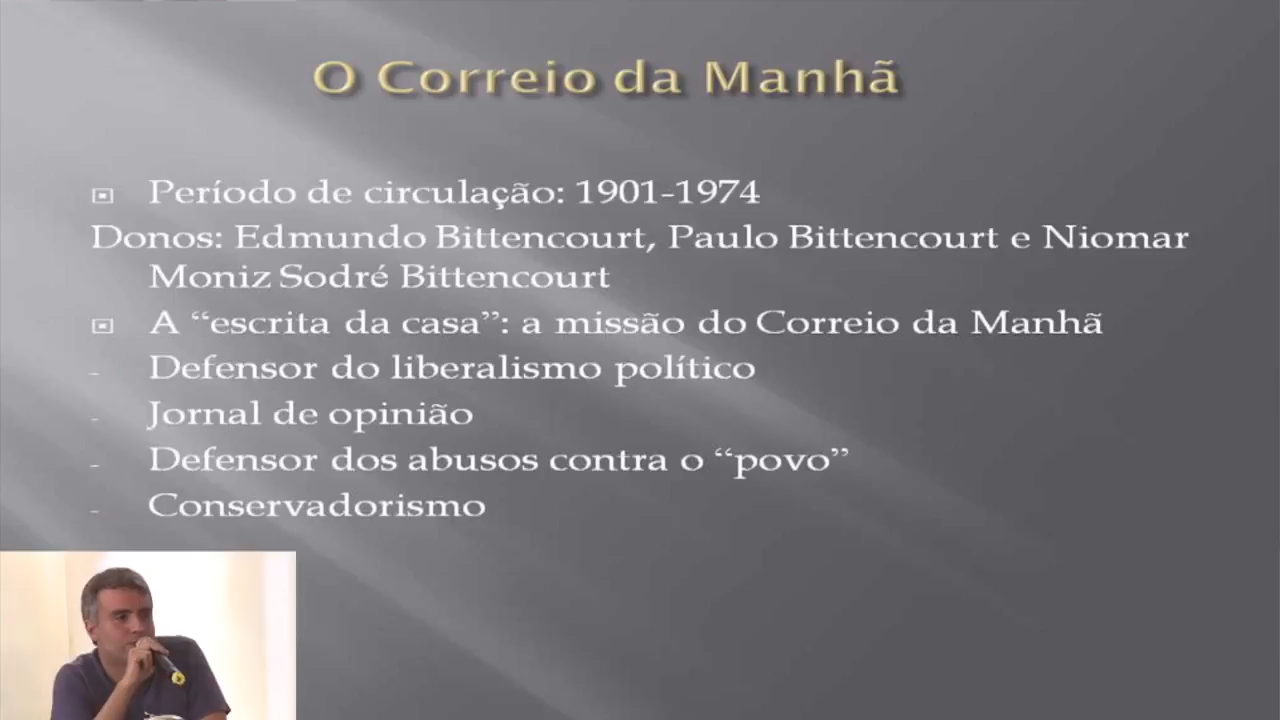 O Correio da Manhã
Período de circulação: 1901-1974
Donos: Edmundo Bittencourt, Paulo Bittencourt e Niomar
Moniz Sodré Bittencourt
A “escrita da casa”: a missão do Correio da Manhã
- Defensor do liberalismo político
- Jornal de opinião
- Defensor dos abusos contra o “povo”
- Conservadorismo